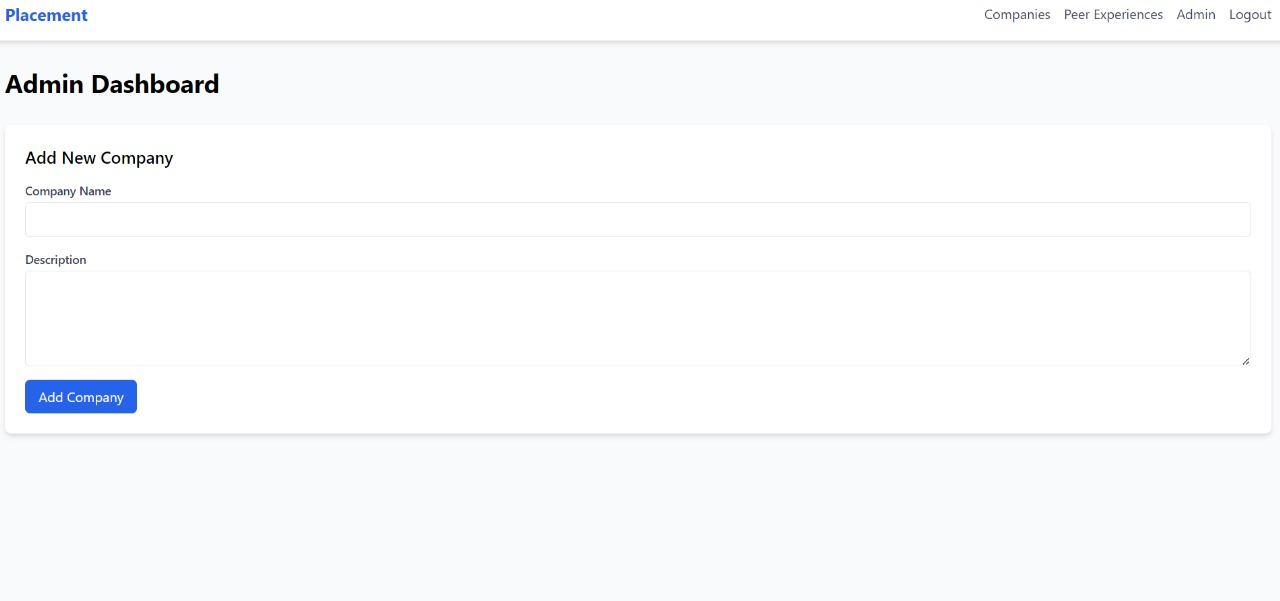 Placement
Companies Peer Experiences Admin Logout
Admin Dashboard
Add New Company
Company Name
Description
Add Company